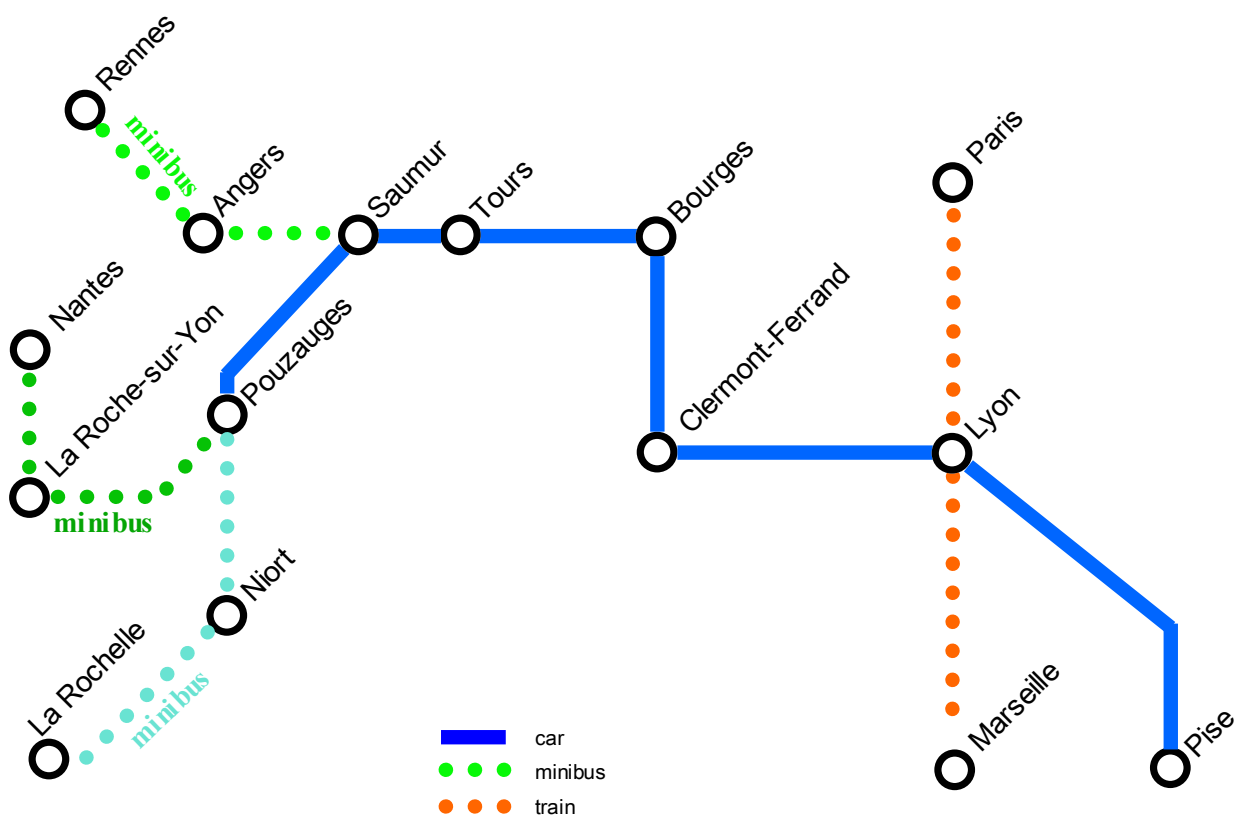 Rennes
minibus
Angers
Saumur
Tours
Bourges
Paris
Nantes
La Roche-sur-Yon
Pouzauges
Clermont-Ferrand
Lyon
minibus
Niort
La Rochelle
minibus
Marseille
Pise
car
minibus
train